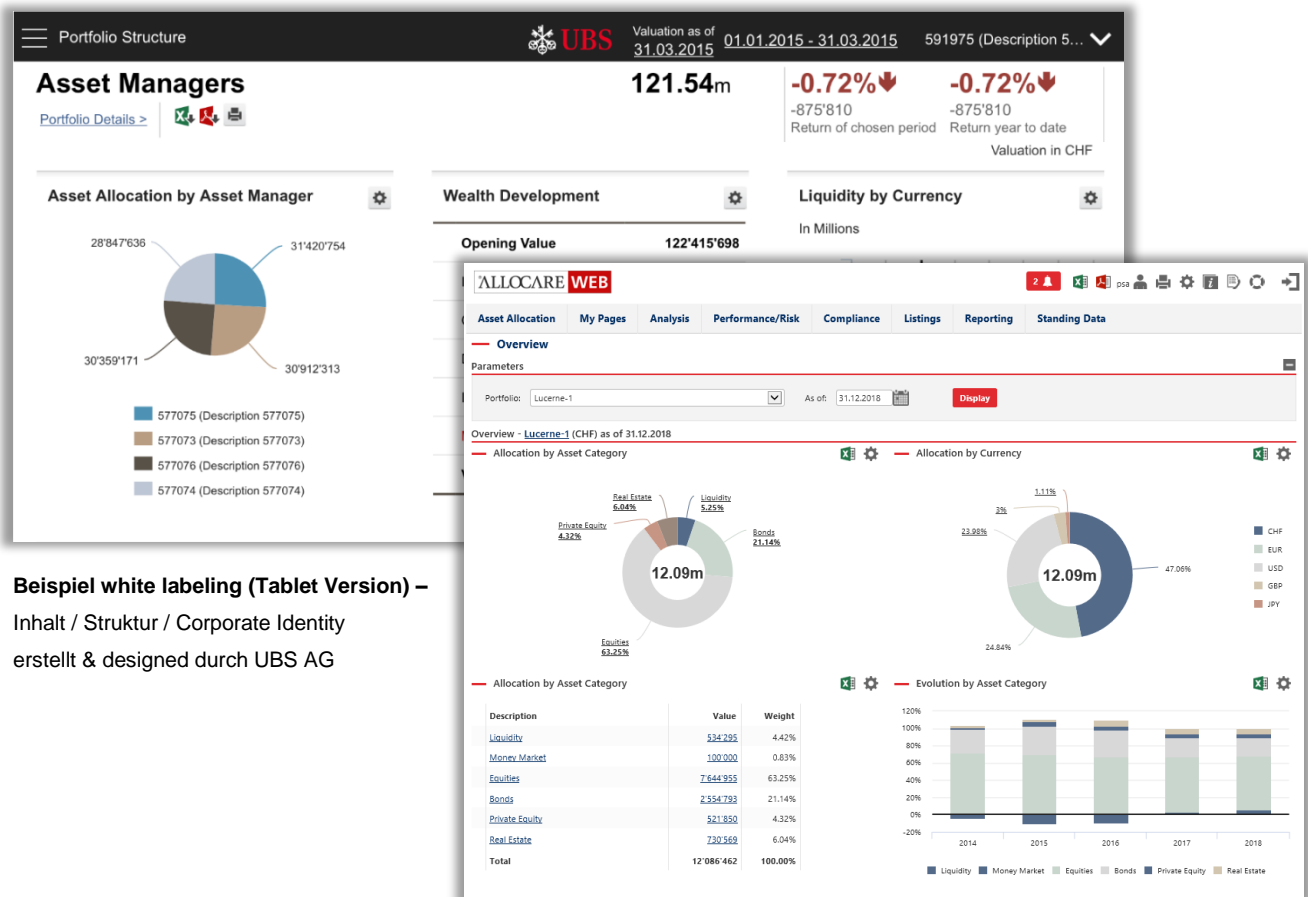 Portfolio Structure
UBS
Valuation as of
31.03.2015
01.01.2015 - 31.03.2015
591975 (Description 5...
Asset Managers
121.54m
-0.72%
-875'810
Return of chosen period
-0.72%
-875'810
Return year to date
Portfolio Details >
Valuation in CHF
Asset Allocation by Asset Manager
28'847'636
31'420'754
30'359'171
30'912'313
577075 (Description 577075)
577073 (Description 577073)
577076 (Description 577076)
577074 (Description 577074)
Wealth Development
Opening Value 122'415'698
Liquidity by Currency
In Millions
Beispiel white labeling (Tablet Version) –
Inhalt / Struktur / Corporate Identity
erstellt & designed durch UBS AG
ALLOCARE WEB
2
psa
Asset Allocation My Pages Analysis Performance/Risk Compliance Listings Reporting Standing Data
Overview
Parameters
Portfolio: Lucerne-1 As of: 31.12.2018 Display
Overview - Lucerne-1 (CHF) as of 31.12.2018
Allocation by Asset Category
Real Estate
6.04%
Liquidity
5.25%
Private Equity
4.32%
Bonds
21.14%
12.09m
Equities
63.25%
Allocation by Currency
1.11%
3%
23.98%
47.06%
12.09m
24.84%
CHF
EUR
USD
GBP
JPY
Allocation by Asset Category
Description Value Weight
Liquidity 534'295 4.42%
Money Market 100'000 0.83%
Equities 7'644'955 63.25%
Bonds 2'554'793 21.14%
Private Equity 521'850 4.32%
Real Estate 730'569 6.04%
Total 12'086'462 100.00%
Evolution by Asset Category
120%
100%
80%
60%
40%
20%
0%
-20%
2014 2015 2016 2017 2018
Liquidity Money Market Equities Bonds Private Equity Real Estate